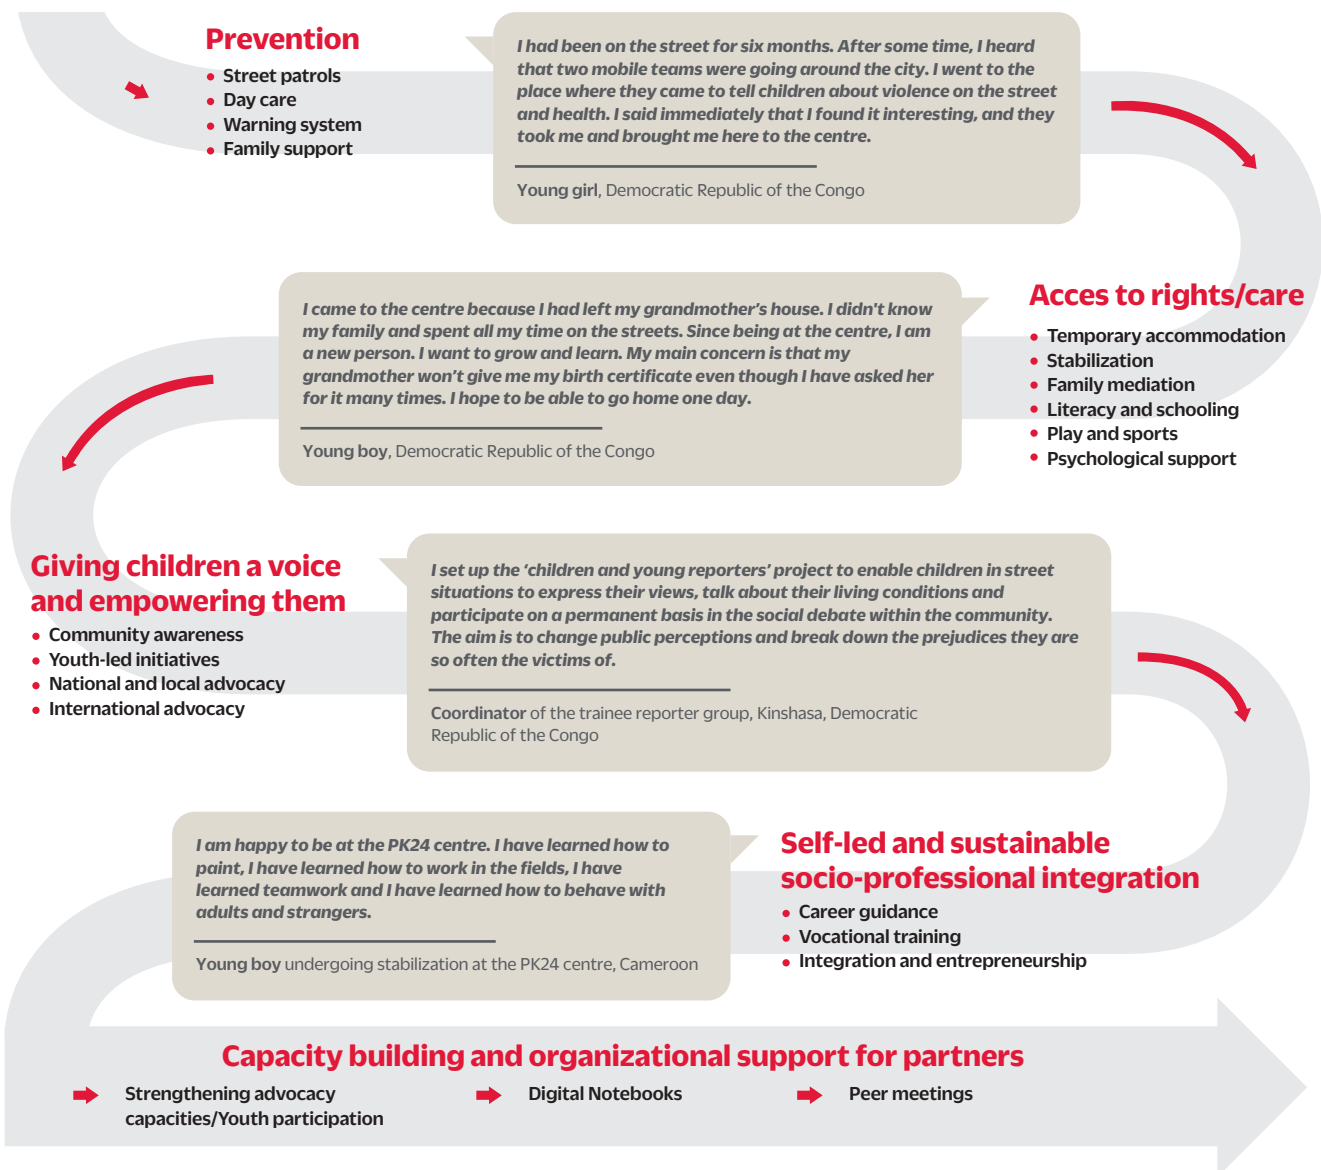 Prevention
Street patrols
Day care
Warning system
Family support
I had been on the street for six months. After some time, I heard
that two mobile teams were going around the city. I went to the
place where they came to tell children about violence on the street
and health. I said immediately that I found it interesting, and they
took me and brought me here to the centre.
Young girl, Democratic Republic of the Congo
Acces to rights/care
Temporary accommodation
Stabilization
Family mediation
Literacy and schooling
Play and sports
Psychological support
I came to the centre because I had left my grandmother’s house. I didn't know
my family and spent all my time on the streets. Since being at the centre, I am
a new person. I want to grow and learn. My main concern is that my
grandmother won’t give me my birth certificate even though I have asked her
for it many times. I hope to be able to go home one day.
Young boy, Democratic Republic of the Congo
Giving children a voice
and empowering them
Community awareness
Youth-led initiatives
National and local advocacy
International advocacy
I set up the ‘children and young reporters’ project to enable children in street
situations to express their views, talk about their living conditions and
participate on a permanent basis in the social debate within the community.
The aim is to change public perceptions and break down the prejudices they are
so often the victims of.
Coordinator of the trainee reporter group, Kinshasa, Democratic
Republic of the Congo
Self-led and sustainable
socio-professional integration
Career guidance
Vocational training
Integration and entrepreneurship
I am happy to be at the PK24 centre. I have learned how to
paint, I have learned how to work in the fields, I have
learned teamwork and I have learned how to behave with
adults and strangers.
Young boy undergoing stabilization at the PK24 centre, Cameroon
Capacity building and organizational support for partners
Strengthening advocacy
capacities/Youth participation
Digital Notebooks
Peer meetings